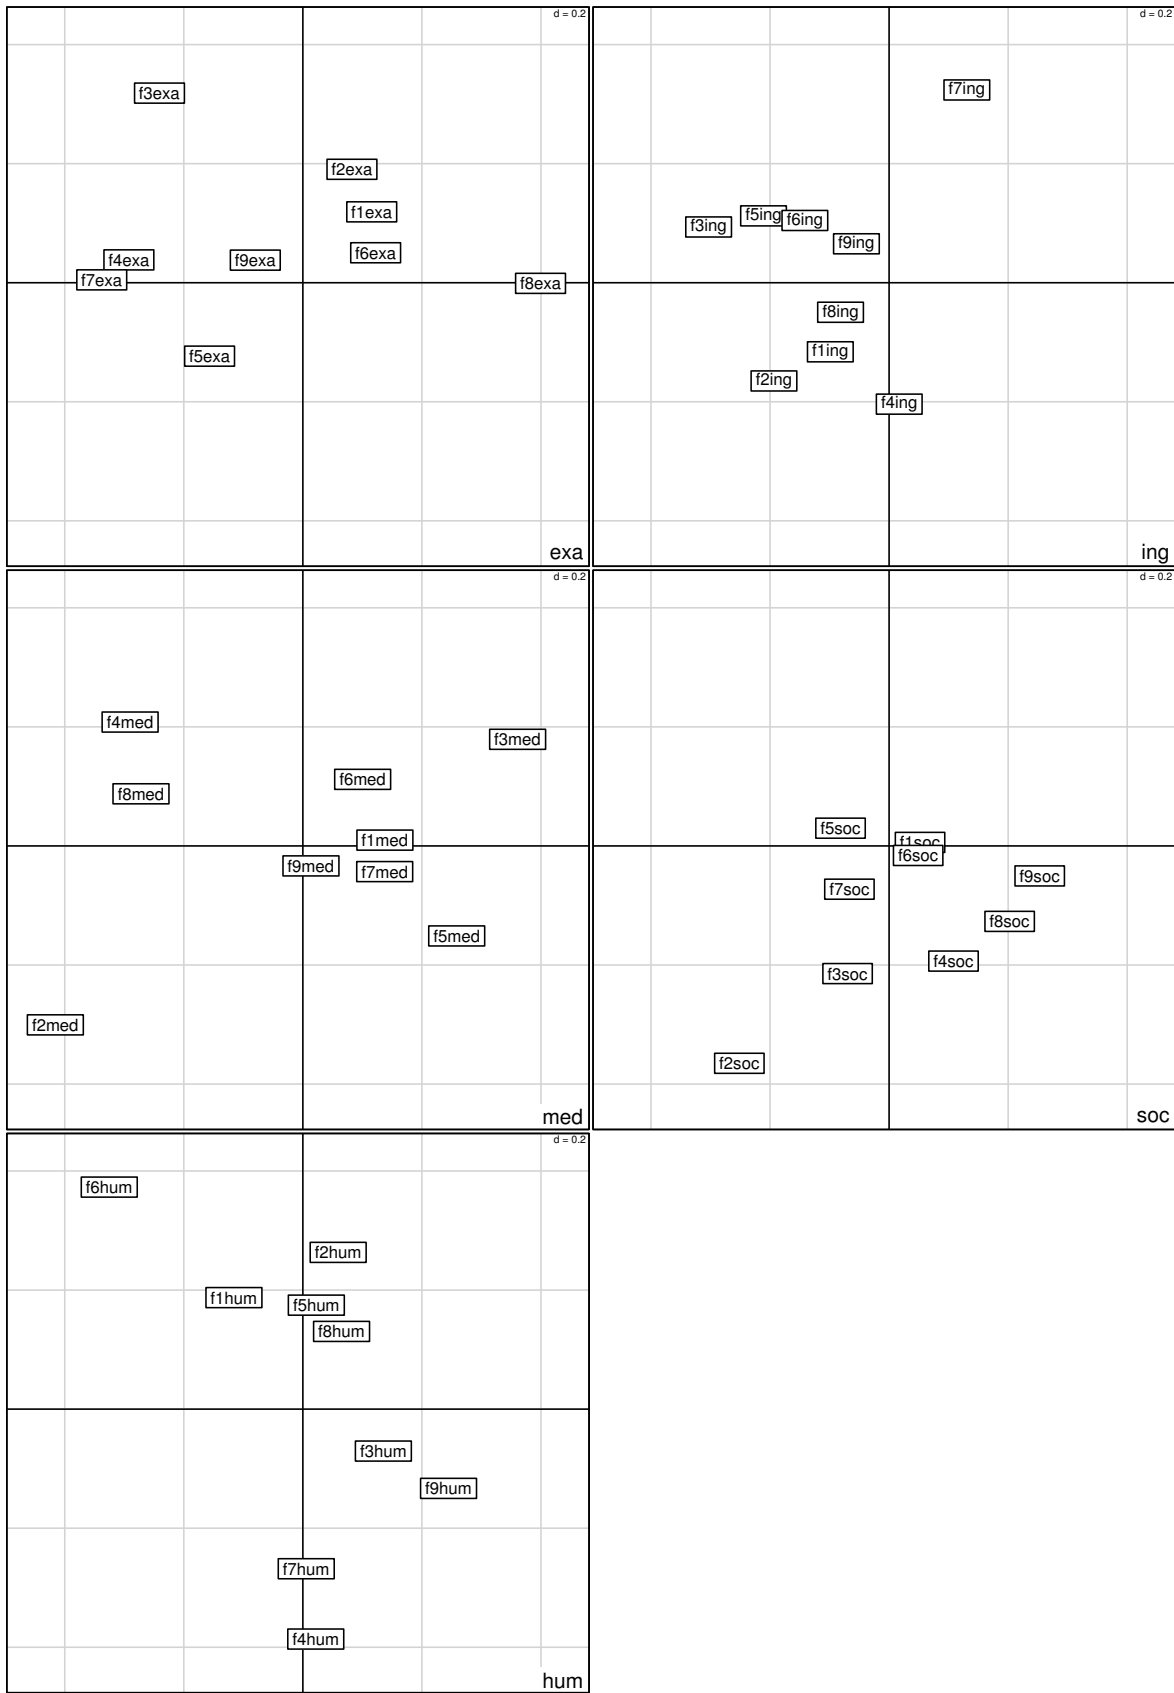 d = 0.2
f3exa
f2exa
f1exa
f6exa
f4exa
f9exa
f7exa
f8exa
f5exa
exa
d = 0.2
f7ing
f5ing
f6ing
f3ing
f9ing
f8ing
f1ing
f2ing
f4ing
ing
d = 0.2
f4med
f3med
f6med
f8med
f1med
f9med
f7med
f5med
f2med
med
d = 0.2
f5soc
f1soc
f6soc
f9soc
f7soc
f8soc
f4soc
f3soc
f2soc
soc
d = 0.2
f6hum
f2hum
f1hum
f5hum
f8hum
f3hum
f9hum
f7hum
f4hum
hum